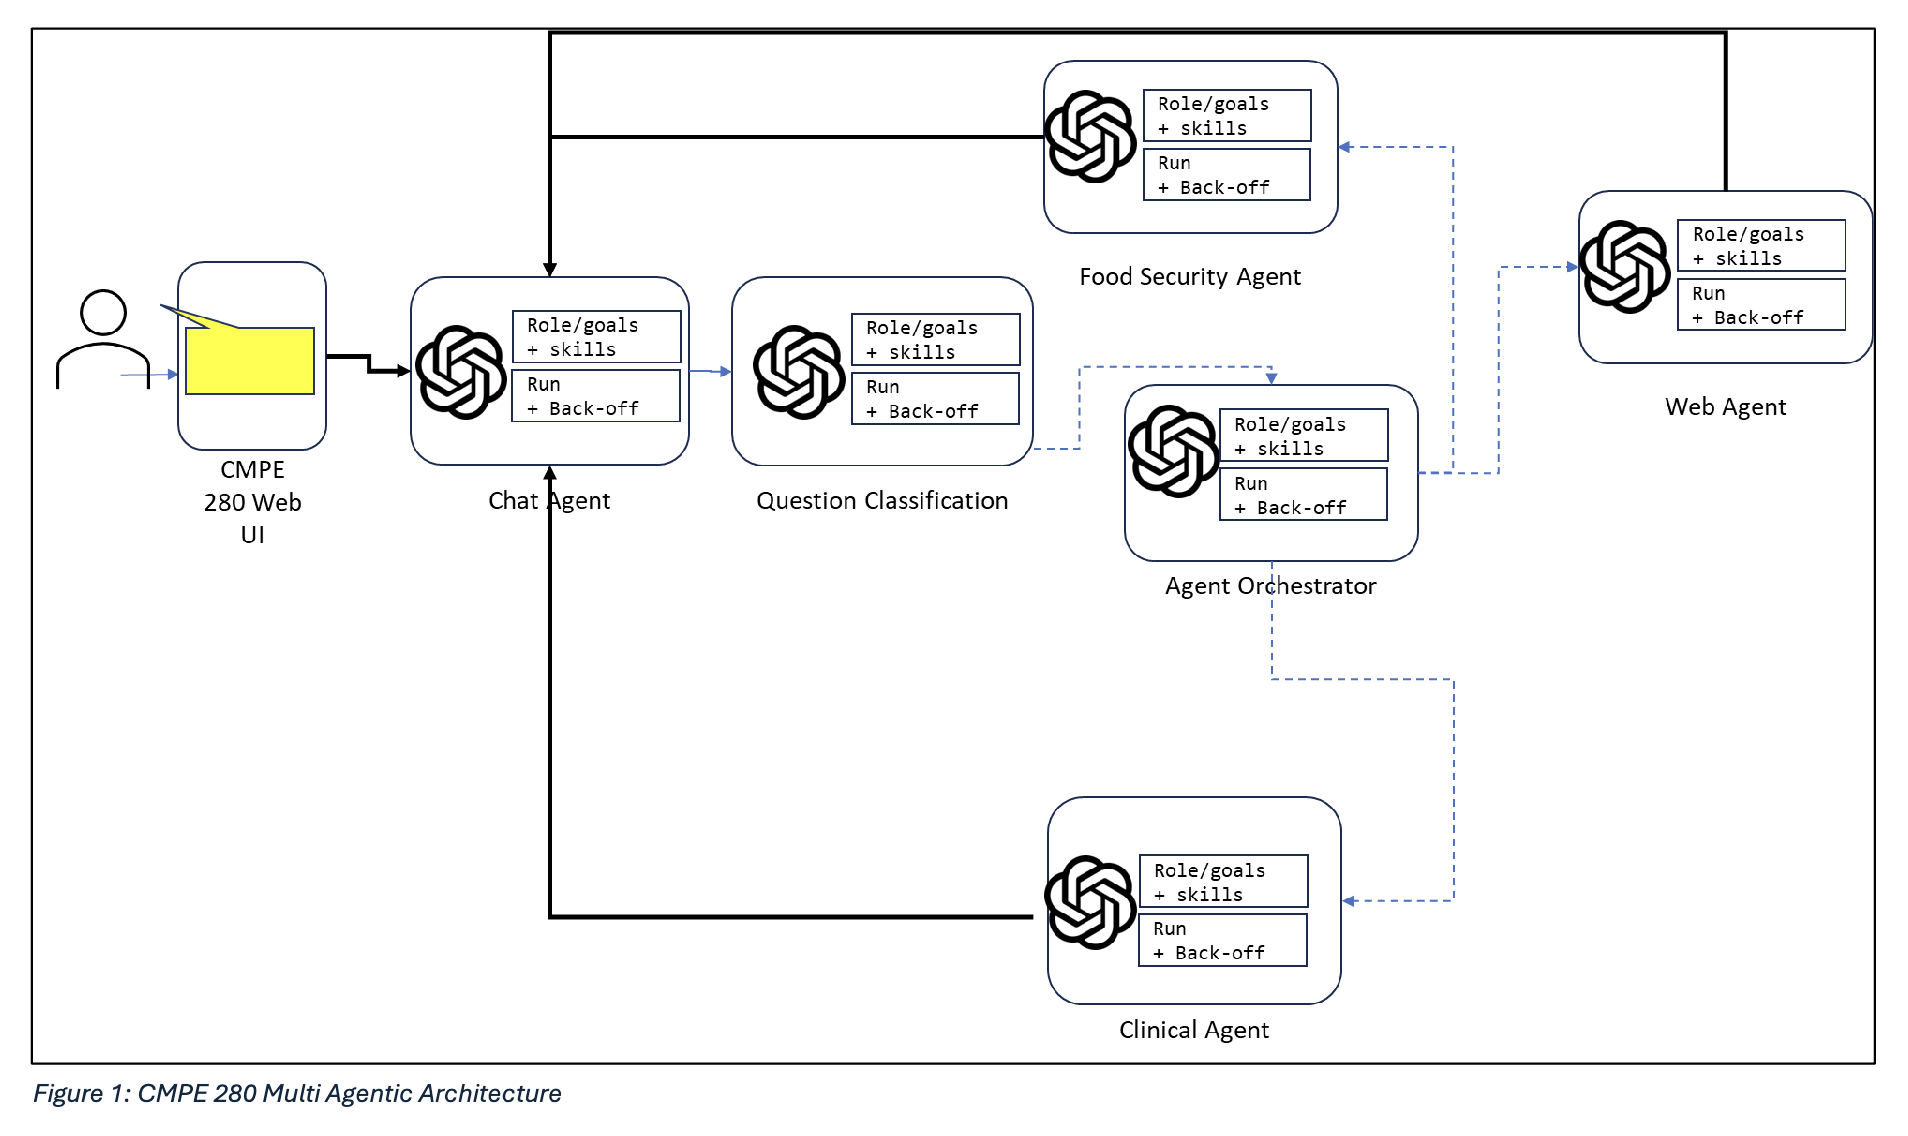 Role/goals
+ skills
Run
+ Back-off
Food Security Agent
Role/goals
+ skills
Run
+ Back-off
Web Agent
CMPE
280 Web
UI
Role/goals
+ skills
Run
+ Back-off
Chat Agent
Role/goals
+ skills
Run
+ Back-off
Question Classification
Role/goals
+ skills
Run
+ Back-off
Agent Orchestrator
Role/goals
+ skills
Run
+ Back-off
Clinical Agent
Figure 1: CMPE 280 Multi Agentic Architecture